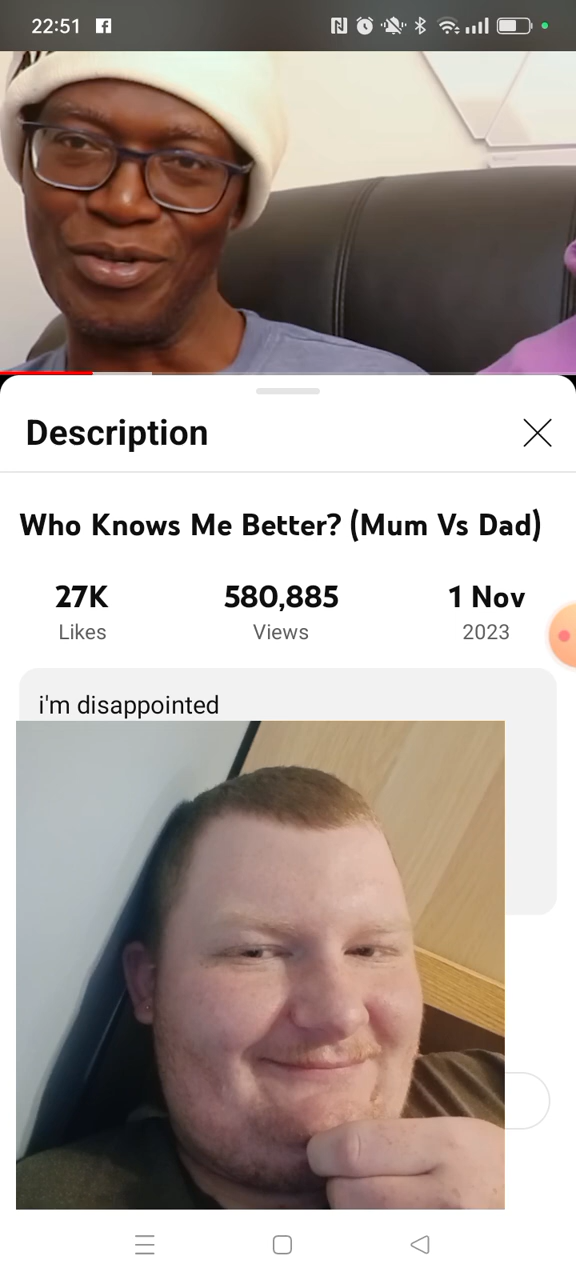 22:51
Description
Who Knows Me Better? (Mum Vs Dad)
27K 580,885 1 Nov
Likes Views 2023
i'm disappointed